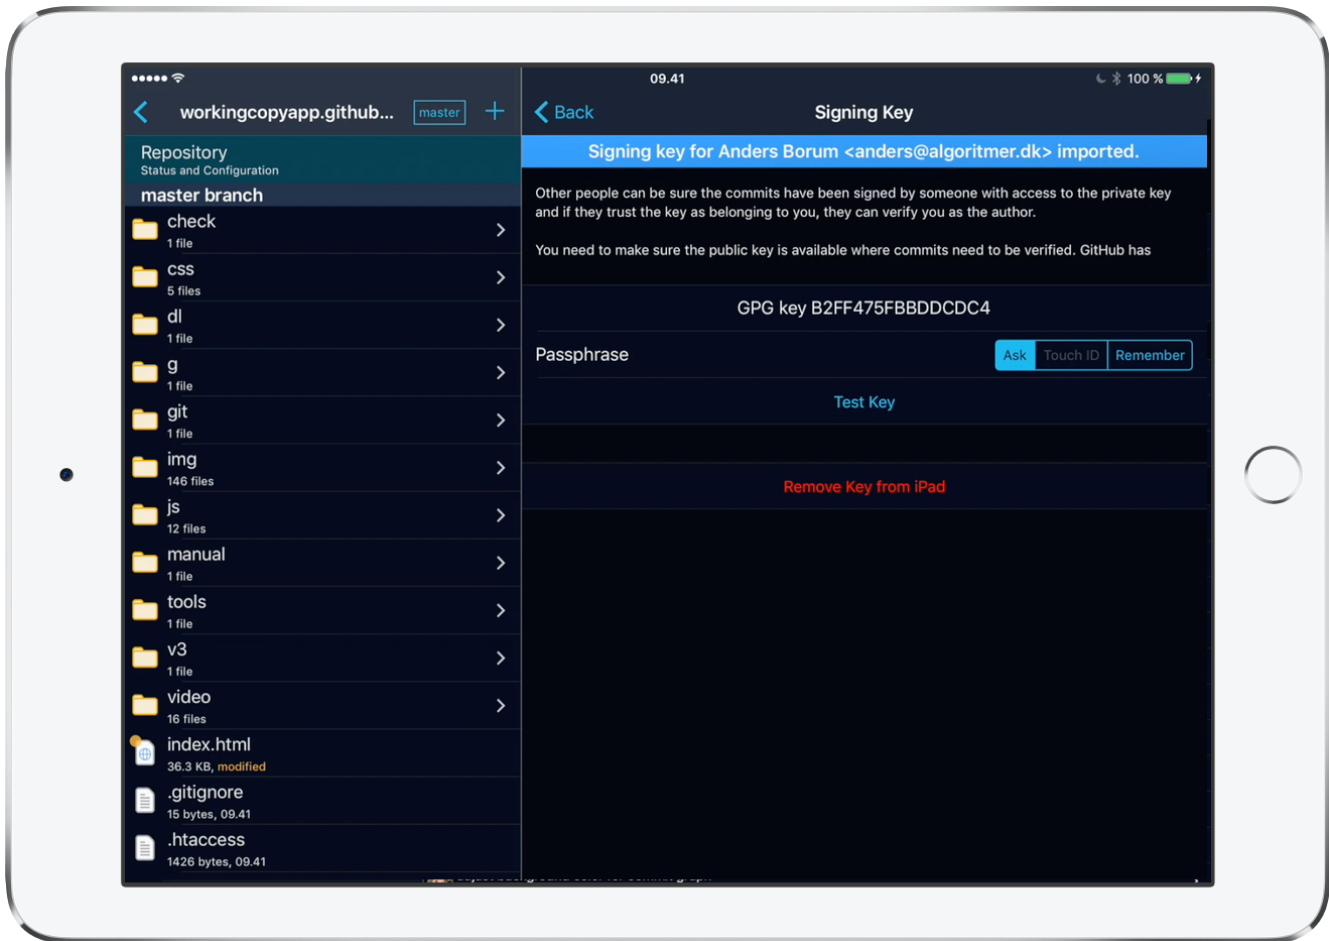 09.41
100 %
workingcopyapp.github...
master
Repository
Status and Configuration
master branch
check
1 file
css
5 files
dl
1 file
g
1 file
git
1 file
img
146 files
js
12 files
manual
1 file
tools
1 file
v3
1 file
video
16 files
index.html
36.3 KB, modified
.gitignore
15 bytes, 09.41
.htaccess
1426 bytes, 09.41
Back
Signing Key
Signing key for Anders Borum <anders@algoritmer.dk> imported.
Other people can be sure the commits have been signed by someone with access to the private key
and if they trust the key as belonging to you, they can verify you as the author.
You need to make sure the public key is available where commits need to be verified. GitHub has
GPG key B2FF475FBBDDCDC4
Passphrase
Ask
Touch ID
Remember
Test Key
Remove Key from iPad